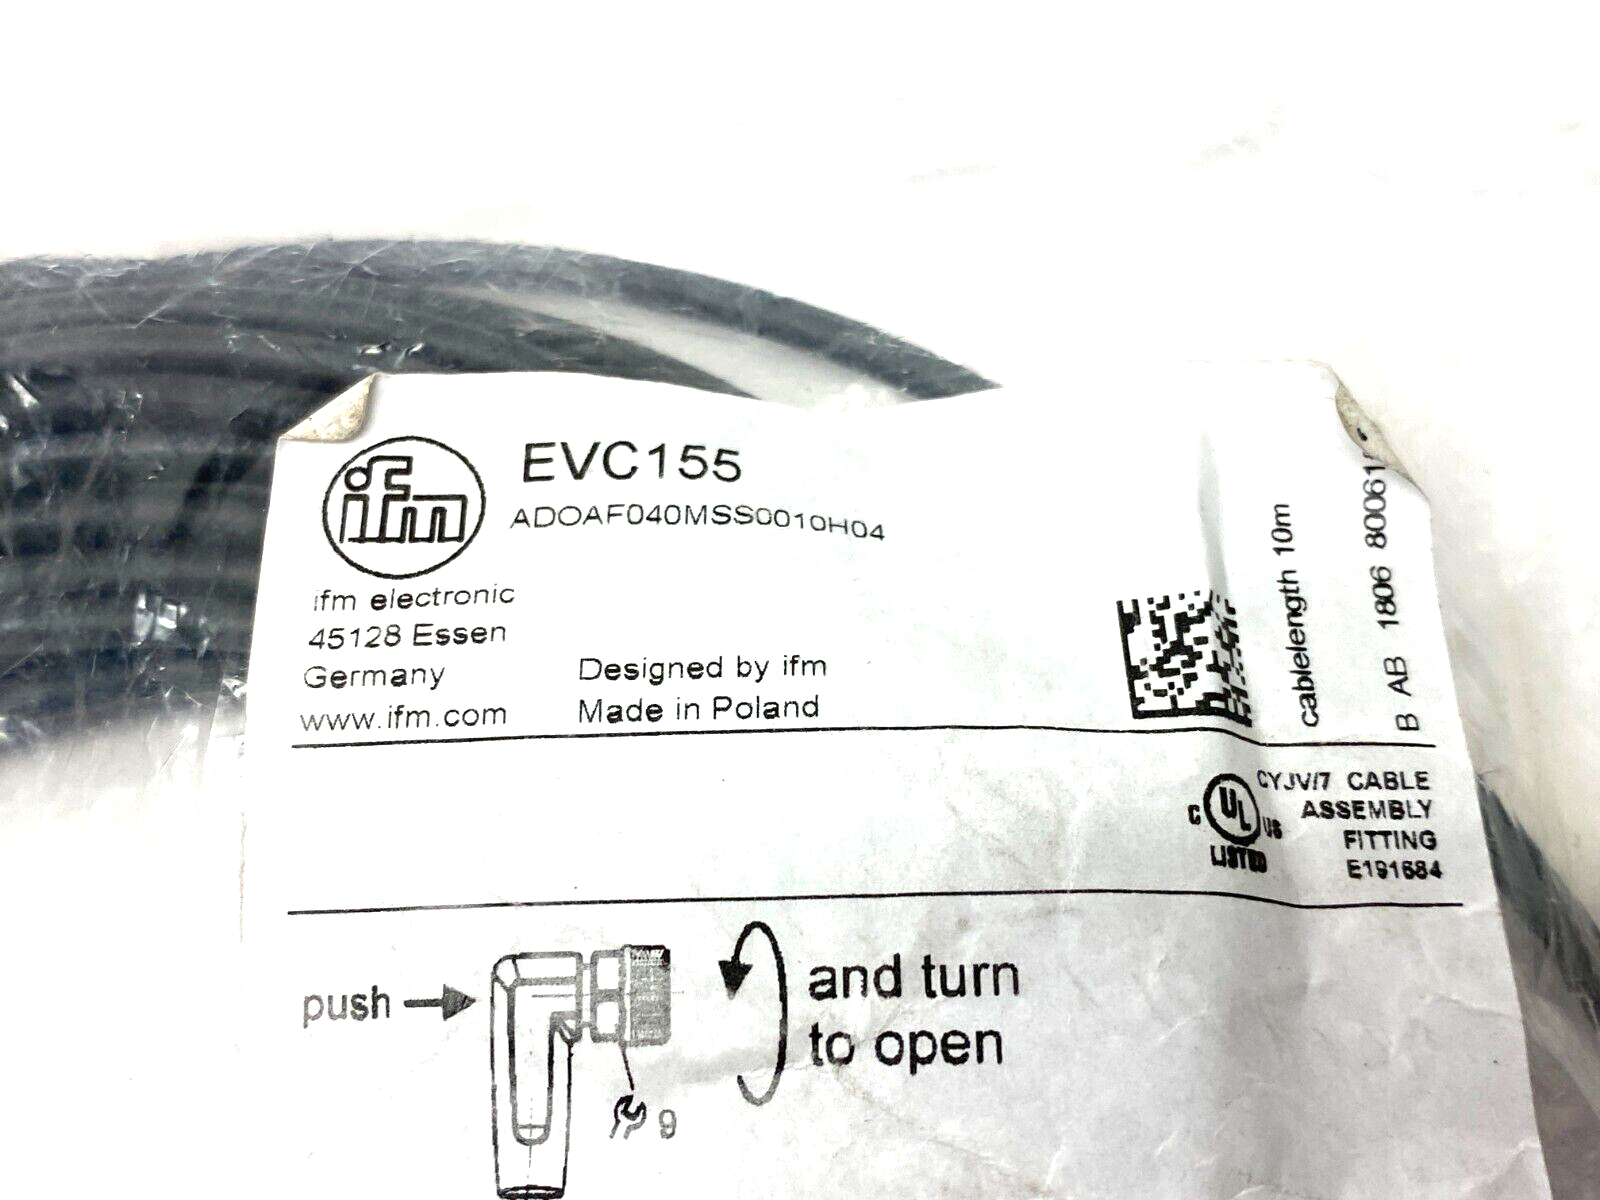 ifm
EVC155
ADOAF040MSS0010H04
ifm electronic
45128 Essen
Germany
www.ifm.com
Designed by ifm
Made in Poland
cablelength 10m
B AB 1806
C UL US
LISTED
CYJV/7 CABLE
ASSEMBLY
FITTING
E191684
push
and turn
to open
9